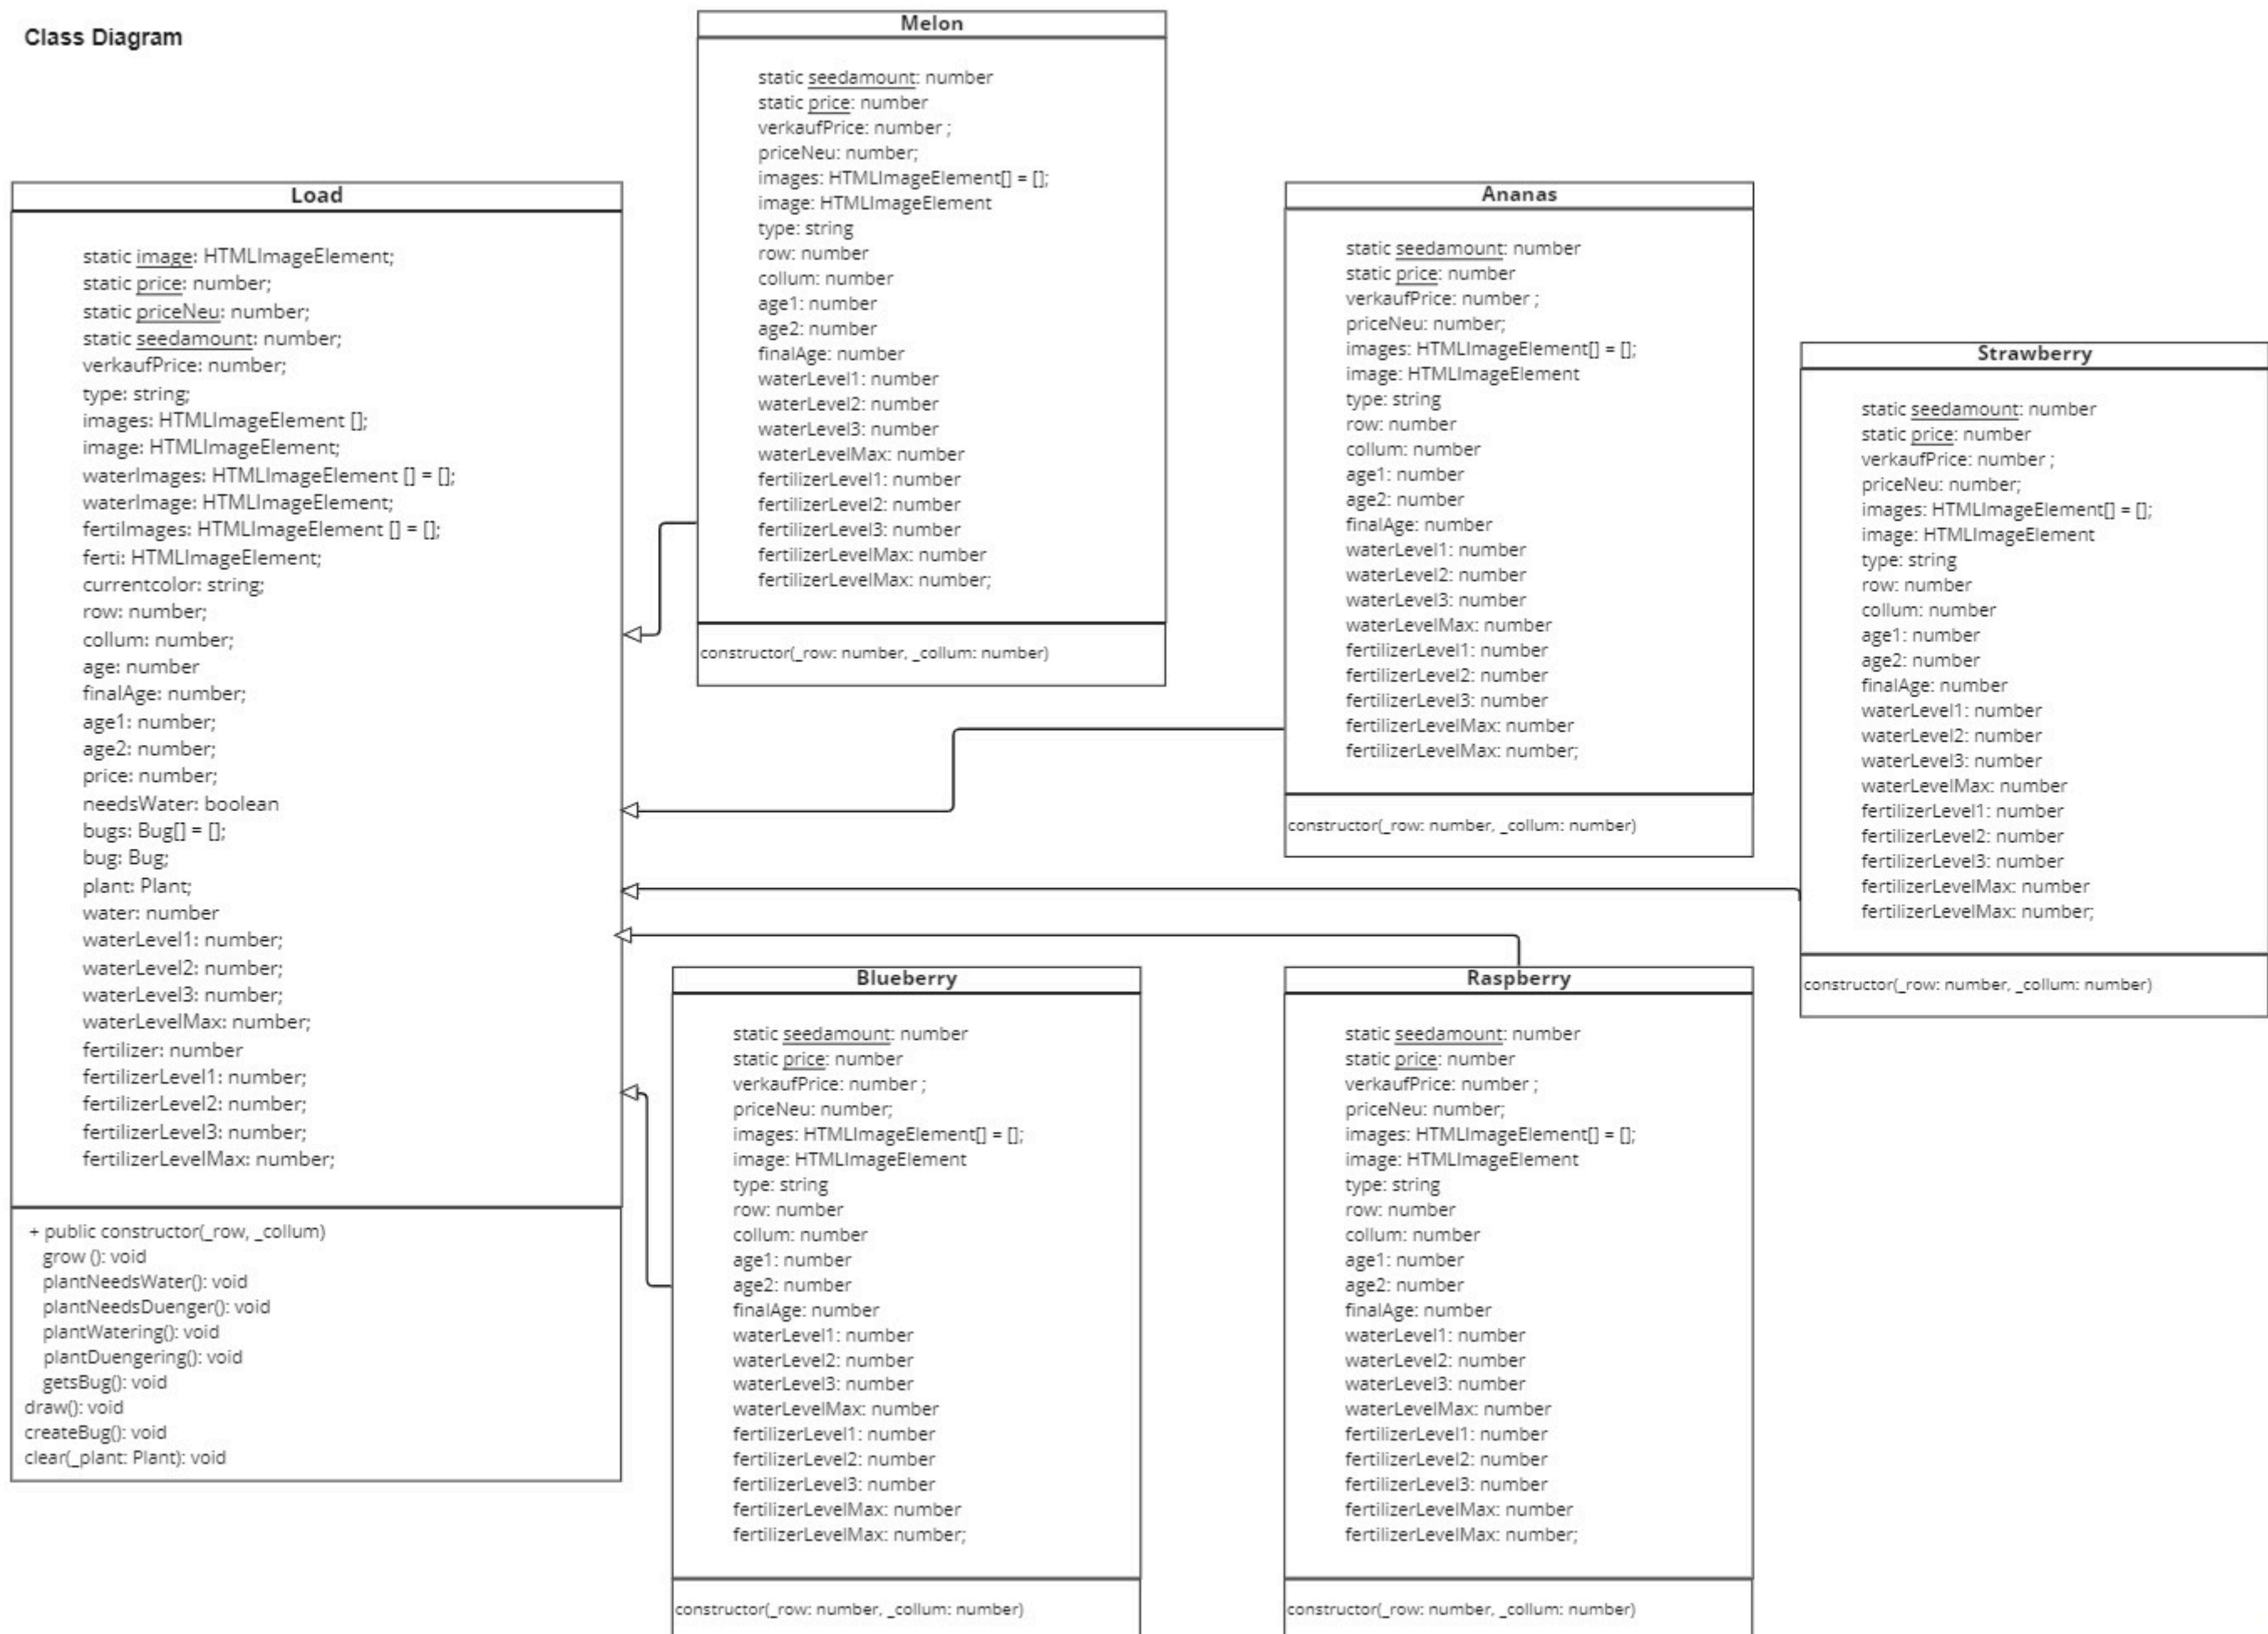 Class Diagram
Melon
static seedamount: number
static price: number
verkaufPrice: number ;
priceNeu: number;
images: HTMLImageElement[] = [];
image: HTMLImageElement
type: string
row: number
collum: number
age1: number
age2: number
finalAge: number
waterLevel1: number
waterLevel2: number
waterLevel3: number
waterLevelMax: number
fertilizerLevel1: number
fertilizerLevel2: number
fertilizerLevel3: number
fertilizerLevelMax: number
fertilizerLevelMax: number;
constructor(_row: number, _collum: number)
Load
static image: HTMLImageElement;
static price: number;
static priceNeu: number;
static seedamount: number;
verkaufPrice: number;
type: string;
images: HTMLImageElement [];
image: HTMLImageElement;
waterImages: HTMLImageElement [] = [];
waterImage: HTMLImageElement;
fertiImages: HTMLImageElement [] = [];
ferti: HTMLImageElement;
currentcolor: string;
row: number;
collum: number;
age: number
finalAge: number;
age1: number;
age2: number;
price: number;
needsWater: boolean
bugs: Bug[] = [];
bug: Bug;
plant: Plant;
water: number
waterLevel1: number;
waterLevel2: number;
waterLevel3: number;
waterLevelMax: number;
fertilizer: number
fertilizerLevel1: number;
fertilizerLevel2: number;
fertilizerLevel3: number;
fertilizerLevelMax: number;
+ public constructor(_row, _collum)
grow (): void
plantNeedsWater(): void
plantNeedsDuenger(): void
plantWatering(): void
plantDuengering(): void
getsBug(): void
draw(): void
createBug(): void
clear(_plant: Plant): void
Ananas
static seedamount: number
static price: number
verkaufPrice: number ;
priceNeu: number;
images: HTMLImageElement[] = [];
image: HTMLImageElement
type: string
row: number
collum: number
age1: number
age2: number
finalAge: number
waterLevel1: number
waterLevel2: number
waterLevel3: number
waterLevelMax: number
fertilizerLevel1: number
fertilizerLevel2: number
fertilizerLevel3: number
fertilizerLevelMax: number
fertilizerLevelMax: number;
constructor(_row: number, _collum: number)
Strawberry
static seedamount: number
static price: number
verkaufPrice: number ;
priceNeu: number;
images: HTMLImageElement[] = [];
image: HTMLImageElement
type: string
row: number
collum: number
age1: number
age2: number
finalAge: number
waterLevel1: number
waterLevel2: number
waterLevel3: number
waterLevelMax: number
fertilizerLevel1: number
fertilizerLevel2: number
fertilizerLevel3: number
fertilizerLevelMax: number
fertilizerLevelMax: number;
constructor(_row: number, _collum: number)
Blueberry
static seedamount: number
static price: number
verkaufPrice: number ;
priceNeu: number;
images: HTMLImageElement[] = [];
image: HTMLImageElement
type: string
row: number
collum: number
age1: number
age2: number
finalAge: number
waterLevel1: number
waterLevel2: number
waterLevel3: number
waterLevelMax: number
fertilizerLevel1: number
fertilizerLevel2: number
fertilizerLevel3: number
fertilizerLevelMax: number
fertilizerLevelMax: number;
constructor(_row: number, _collum: number)
Raspberry
static seedamount: number
static price: number
verkaufPrice: number ;
priceNeu: number;
images: HTMLImageElement[] = [];
image: HTMLImageElement
type: string
row: number
collum: number
age1: number
age2: number
finalAge: number
waterLevel1: number
waterLevel2: number
waterLevel3: number
waterLevelMax: number
fertilizerLevel1: number
fertilizerLevel2: number
fertilizerLevel3: number
fertilizerLevelMax: number
fertilizerLevelMax: number;
constructor(_row: number, _collum: number)